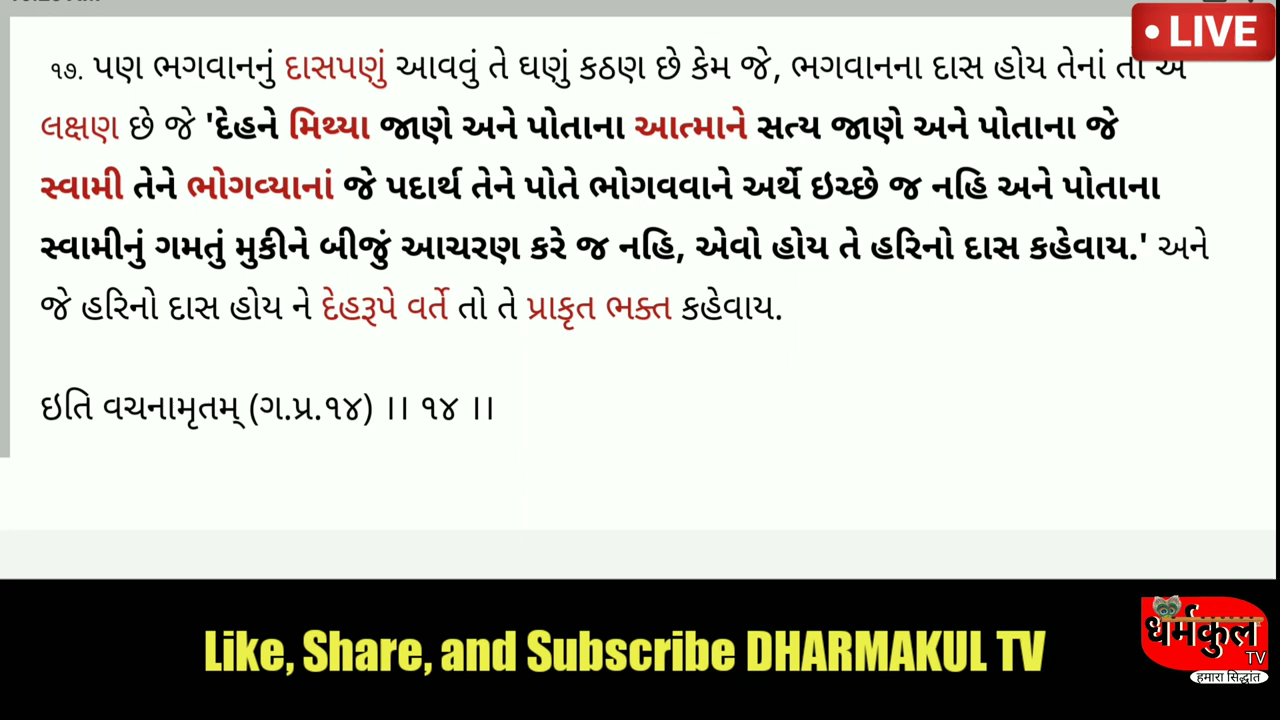 LIVE
૧૭. પણ ભગવાનનું દાસપણું આવવું તે ઘણું કઠણ છે કેમ જે, ભગવાનના દાસ હોય તેનાં તો એ
લક્ષણ છે જે 'દેહને મિથ્યા જાણે અને પોતાના આત્માને સત્ય જાણે અને પોતાના જે
સ્વામી તેને ભોગવ્યાનાં જે પદાર્થ તેને પોતે ભોગવવાને અર્થે ઇચ્છે જ નહિ અને પોતાના
સ્વામીનું ગમતું મુકીને બીજું આચરણ કરે જ નહિ, એવો હોય તે હરિનો દાસ કહેવાય.' અને
જે હરિનો દાસ હોય ને દેહરૂપે વર્તે તો તે પ્રાકૃત ભક્ત કહેવાય.
ઇતિ વચનામૃતમ્ (ગ.પ્ર.૧૪) ।। ૧૪ ।।
Like, Share, and Subscribe DHARMAKUL TV
धर्मकुल
TV
हमारा सिद्धांत